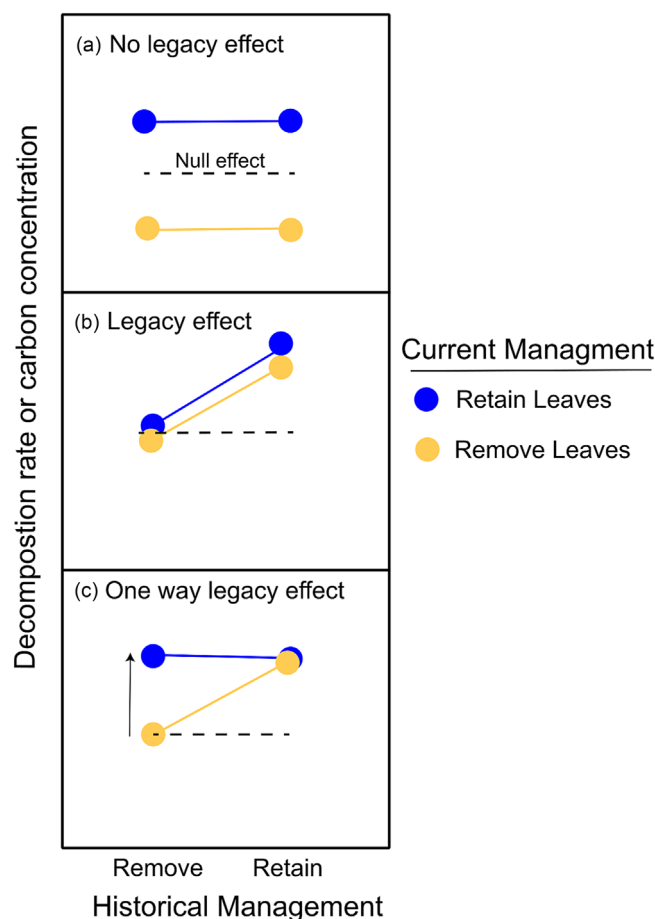 (a) No legacy effect
Null effect
(b) Legacy effect
(c) One way legacy effect
Decompostion rate or carbon concentration
Remove Retain
Historical Management
Current Managment
Retain Leaves
Remove Leaves